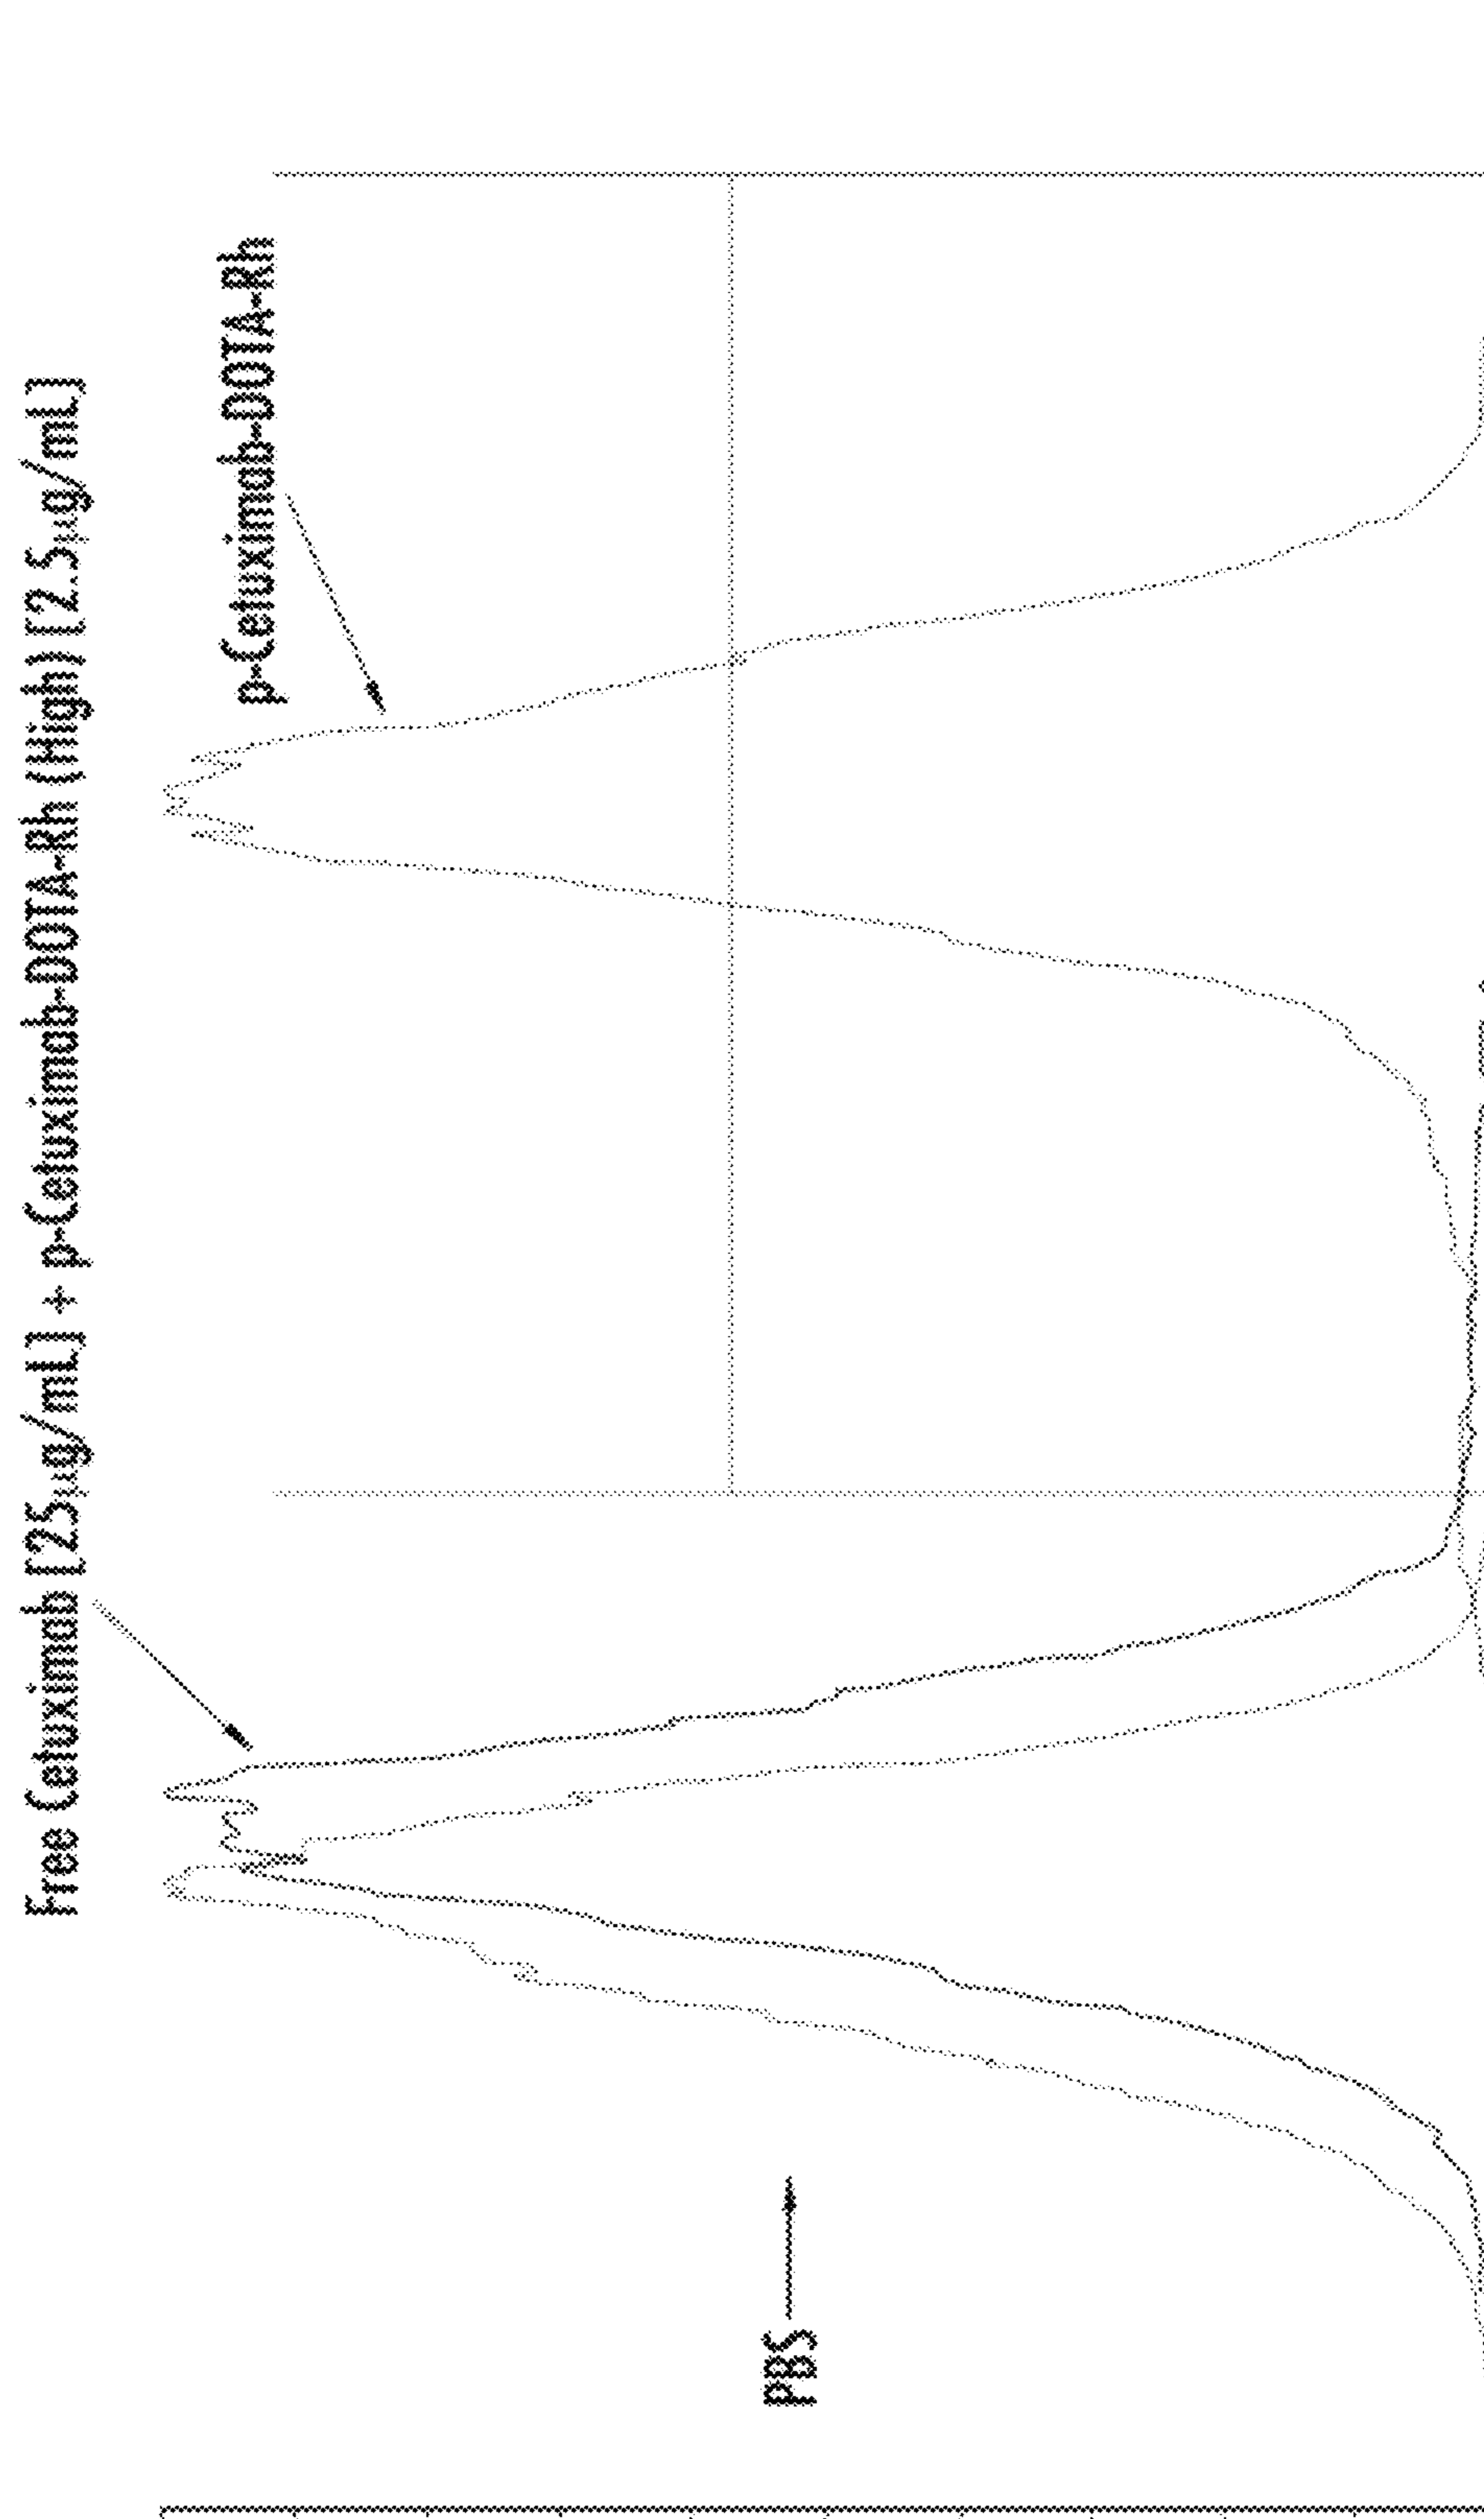 Free Cetuximab [25µg/mL] + p-Cetuximab-DOTA-Rh (High) [2.5µg/mL]
p-Cetuximab-DOTA-Rh
PBS